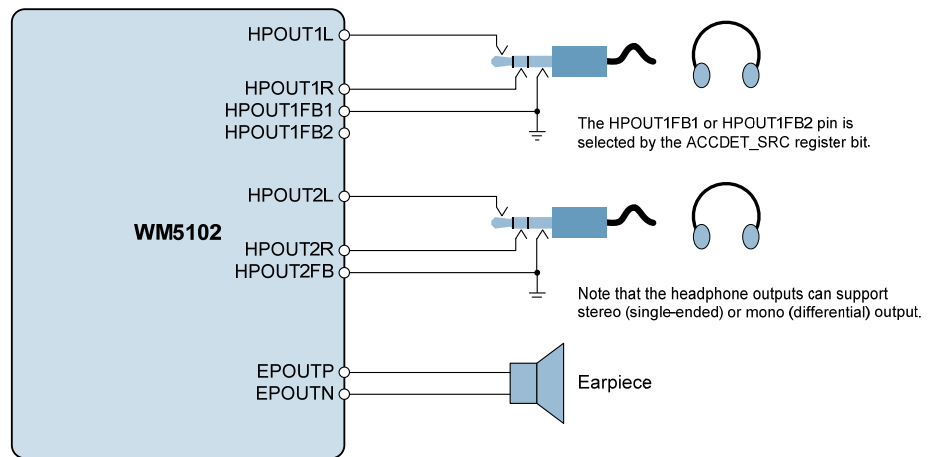 HPOUT1L
HPOUT1R
HPOUT1FB1
HPOUT1FB2
The HPOUT1FB1 or HPOUT1FB2 pin is
selected by the ACCDET_SRC register bit.
HPOUT2L
WM5102
HPOUT2R
HPOUT2FB
Note that the headphone outputs can support
stereo (single-ended) or mono (differential) output.
EPOUTP
EPOUTN
Earpiece